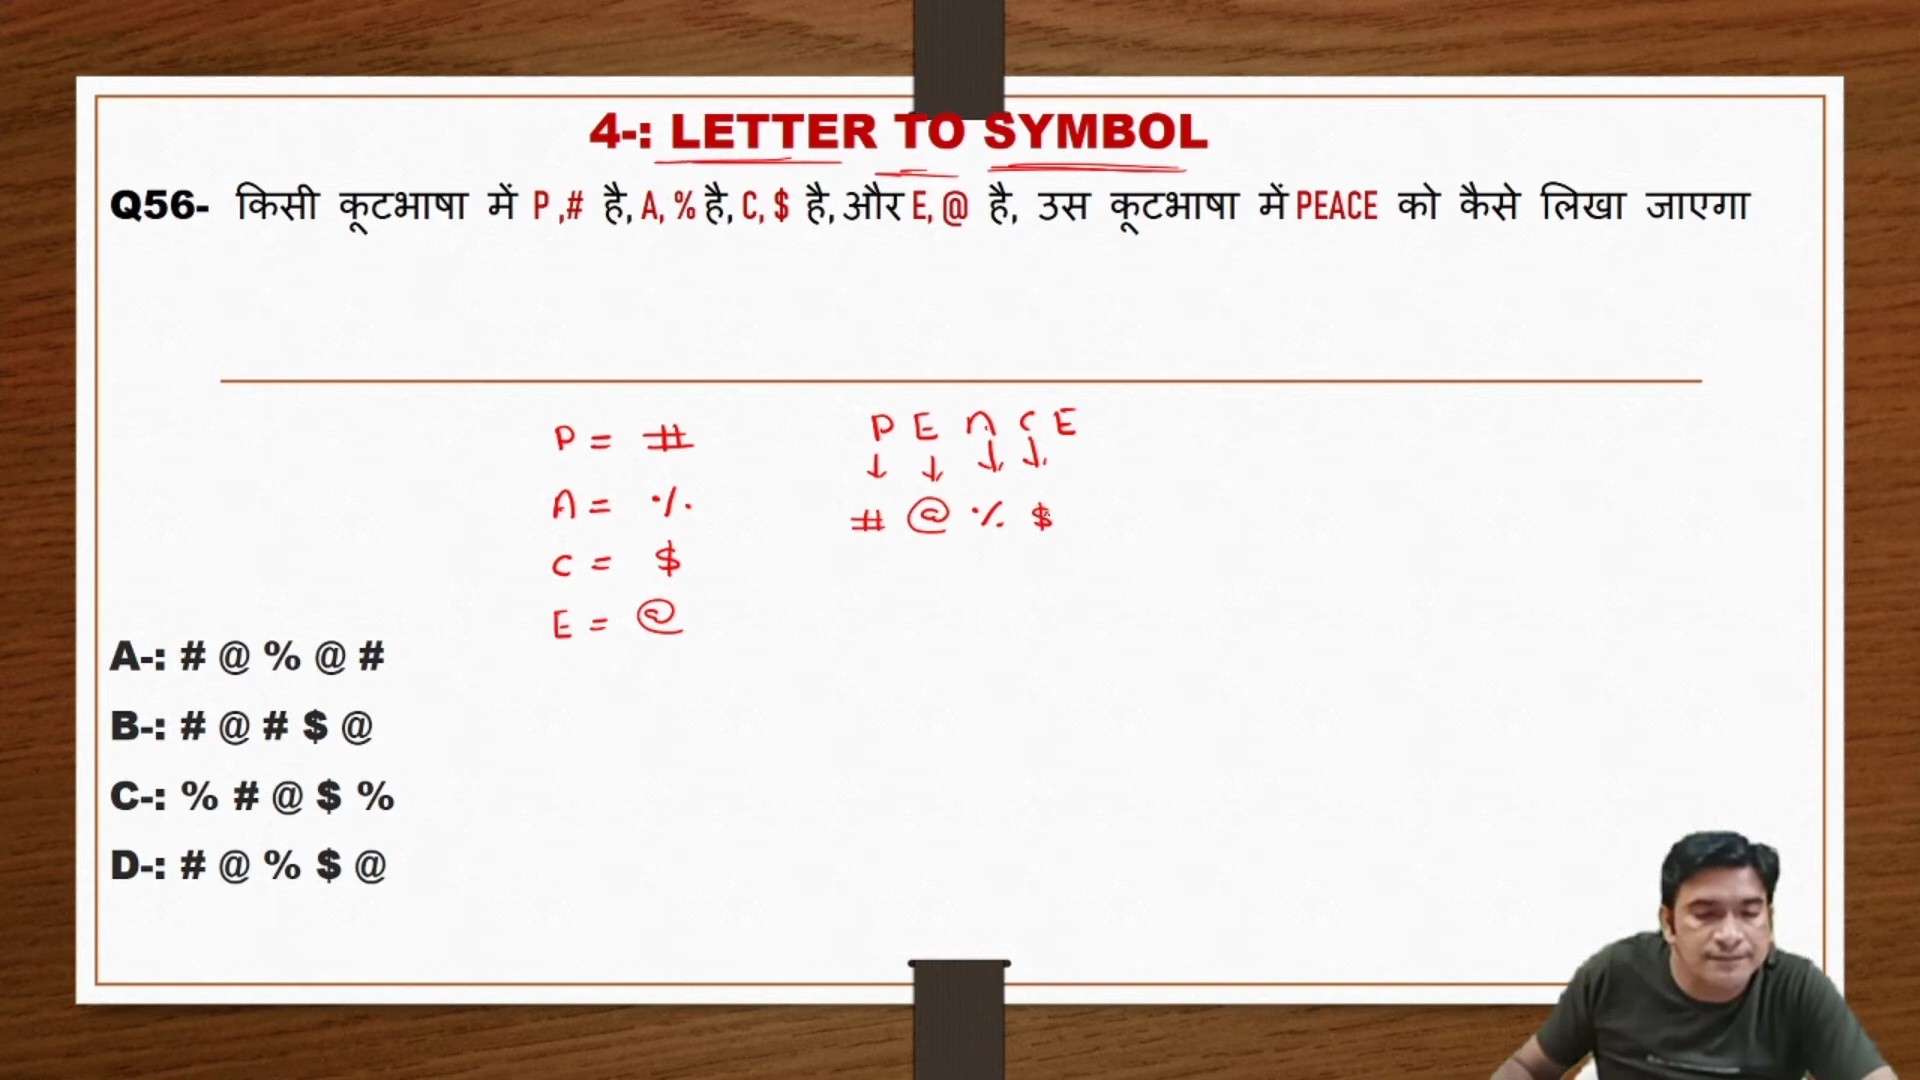 4-: LETTER TO SYMBOL
Q56- किसी कूटभाषा में P ,# है, A, % है, C, $ है, और E, @ है, उस कूटभाषा में PEACE को कैसे लिखा जाएगा
P = #
A = %
C = $
E = @
P E A C E
↓ ↓ ↓ ↓
# @ % $
A-: # @ % @ #
B-: # @ # $ @
C-: % # @ $ %
D-: # @ % $ @